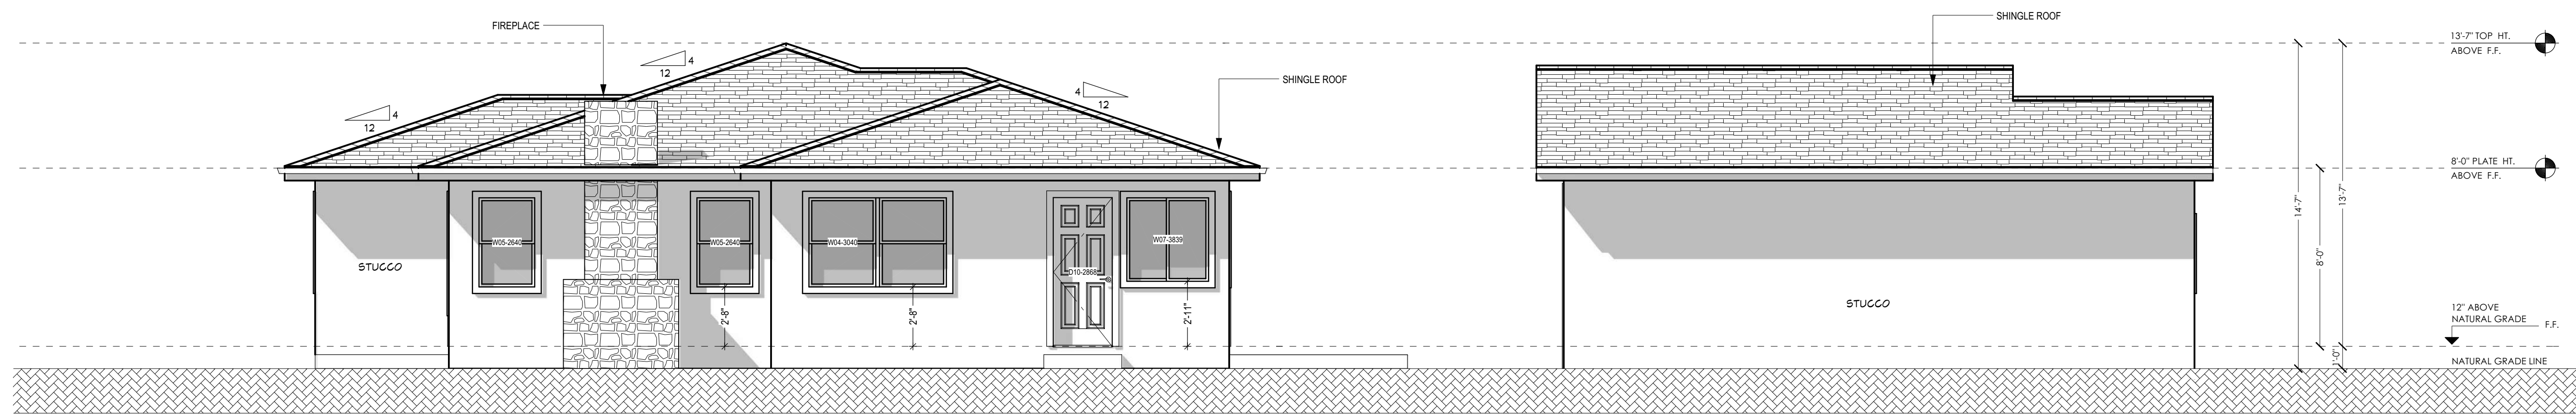 FIREPLACE
SHINGLE ROOF
13'-7" TOP HT.
ABOVE F.F.
4
12
SHINGLE ROOF
4
12
4
12
8'-0" PLATE HT.
ABOVE F.F.
14'-7"
13'-7"
8'-0"
1'-0"
W05-2640
W05-2640
W04-3040
W07-3839
D10-2868
STUCCO
STUCCO
2'-8"
2'-8"
2'-11"
12" ABOVE
NATURAL GRADE
F.F.
NATURAL GRADE LINE